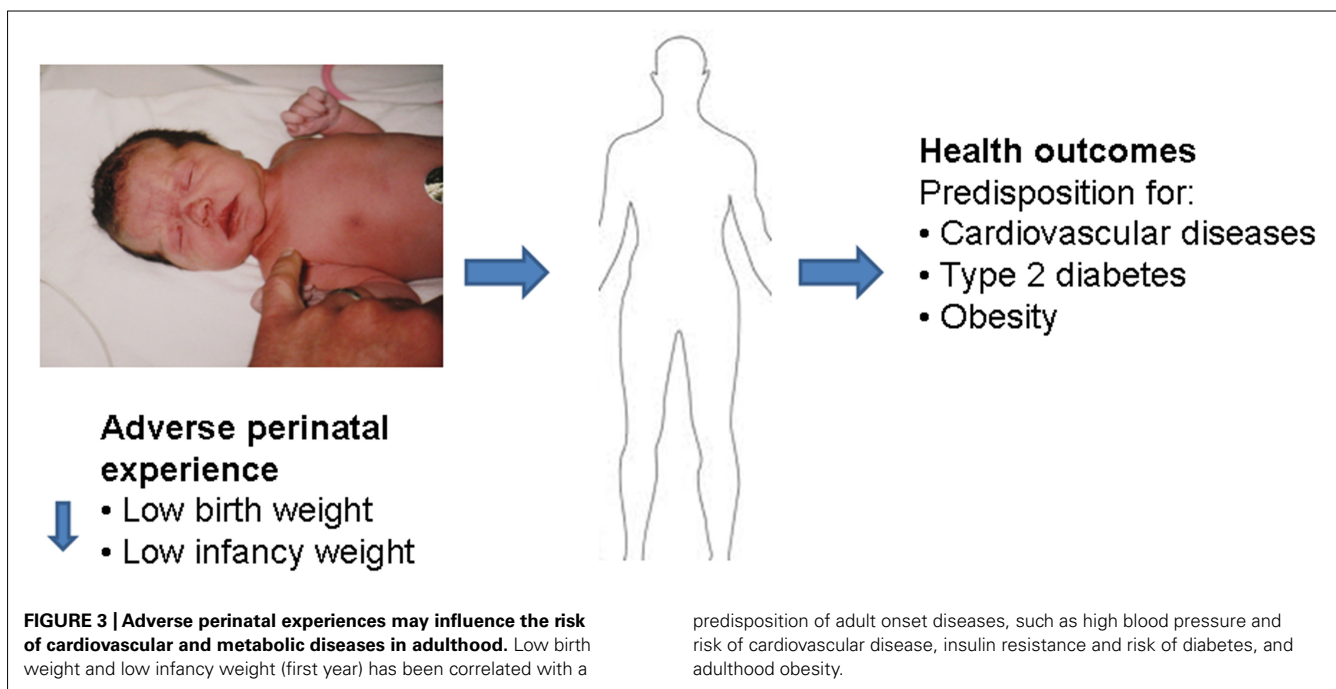 Health outcomes
Predisposition for:
• Cardiovascular diseases
• Type 2 diabetes
• Obesity
Adverse perinatal
experience
• Low birth weight
• Low infancy weight
FIGURE 3 | Adverse perinatal experiences may influence the risk
of cardiovascular and metabolic diseases in adulthood. Low birth
weight and low infancy weight (first year) has been correlated with a
predisposition of adult onset diseases, such as high blood pressure and
risk of cardiovascular disease, insulin resistance and risk of diabetes, and
adulthood obesity.